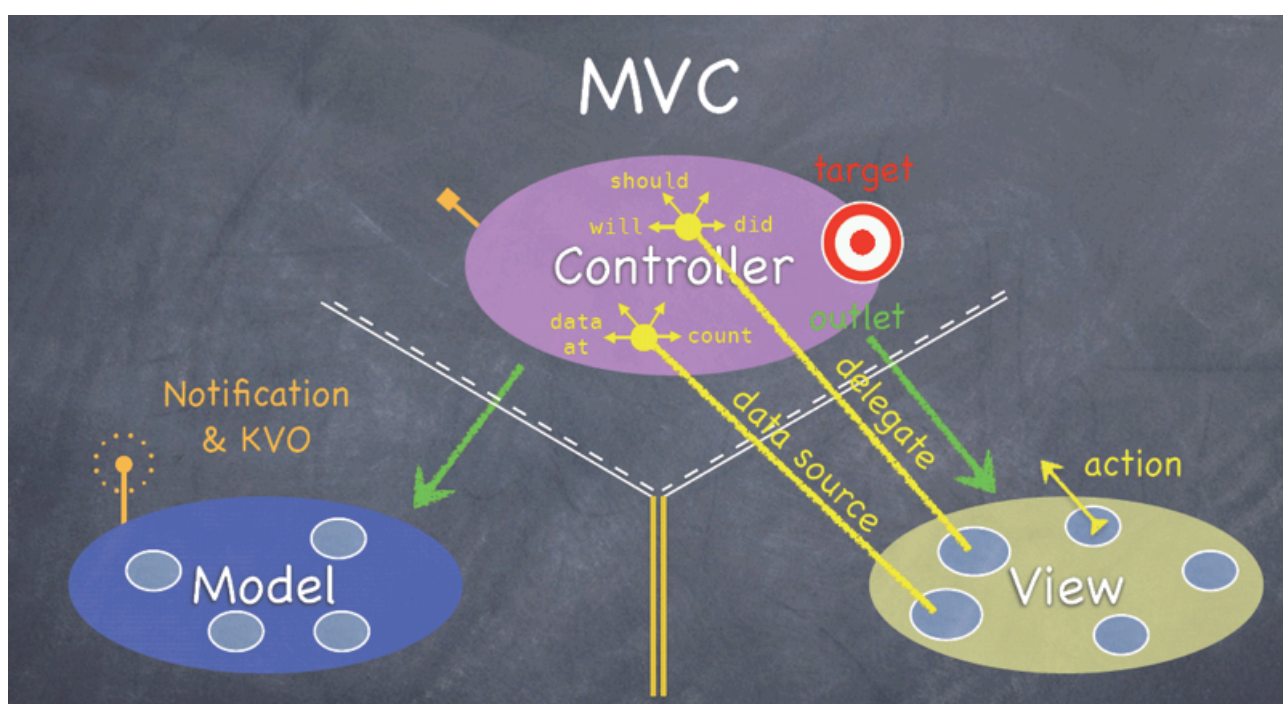 MVC
target
should
will
did
Controller
outlet
data
at
count
delegate
data source
Notification
& KVO
action
Model
View